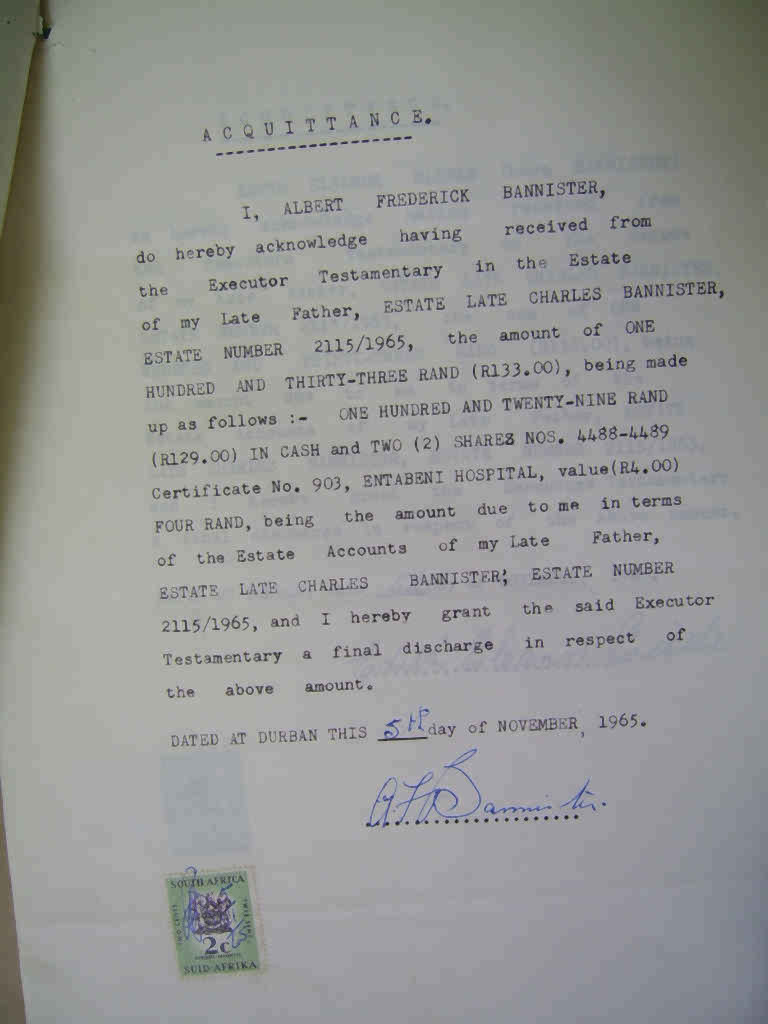 ACQUITTANCE.
I, ALBERT FREDERICK BANNISTER,
do hereby acknowledge having received from
the Executor Testamentary in the Estate
of my Late Father, ESTATE LATE CHARLES BANNISTER,
ESTATE NUMBER 2115/1965, the amount of ONE
HUNDRED AND THIRTY-THREE RAND (R133.00), being made
up as follows :- ONE HUNDRED AND TWENTY-NINE RAND
(R129.00) IN CASH and TWO (2) SHARES NOS. 4488-4489
Certificate No. 903, ENTABENI HOSPITAL, value(R4.00)
FOUR RAND, being the amount due to me in terms
of the Estate Accounts of my Late Father,
ESTATE LATE CHARLES BANNISTER; ESTATE NUMBER
2115/1965, and I hereby grant the said Executor
Testamentary a final discharge in respect of
the above amount.
DATED AT DURBAN THIS 5th day of NOVEMBER, 1965.
A.F. Bannister.
SOUTH AFRICA
TWO CENTS
2c
SUID AFRIKA